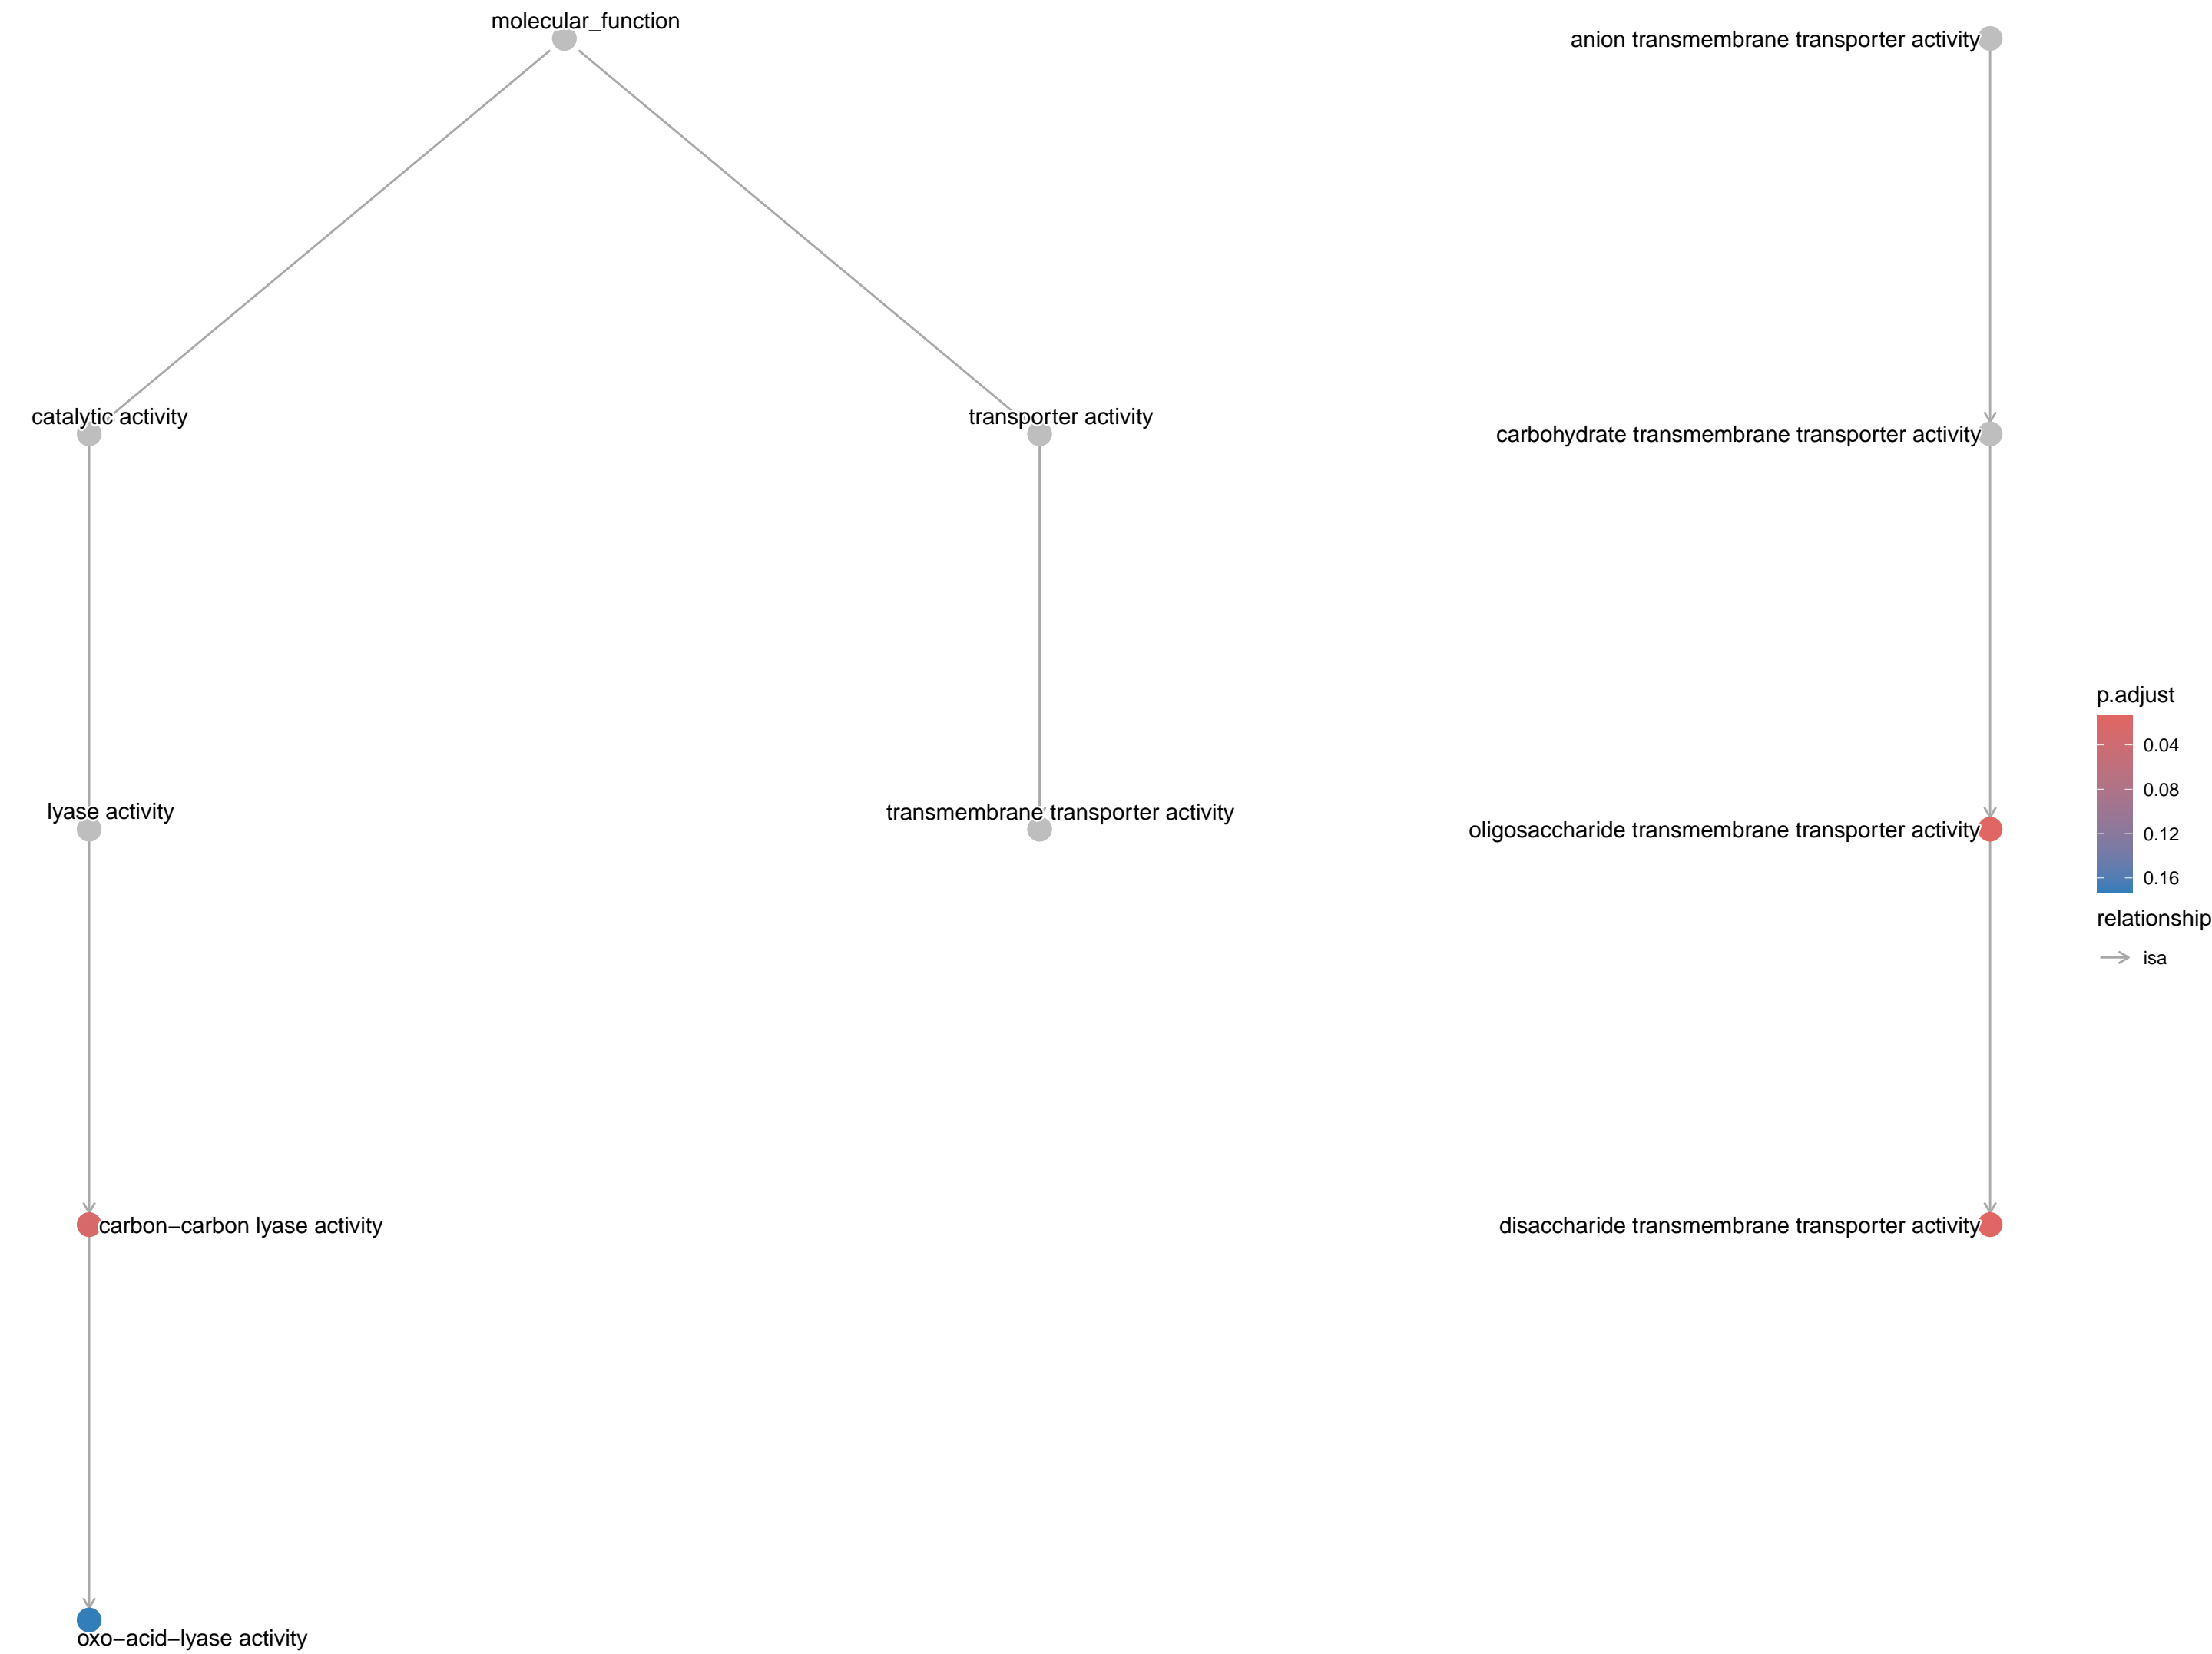 molecular_function
anion transmembrane transporter activity
catalytic activity
transporter activity
carbohydrate transmembrane transporter activity
lyase activity
transmembrane transporter activity
oligosaccharide transmembrane transporter activity
carbon−carbon lyase activity
disaccharide transmembrane transporter activity
oxo−acid−lyase activity
p.adjust
0.04
0.08
0.12
0.16
relationship
isa